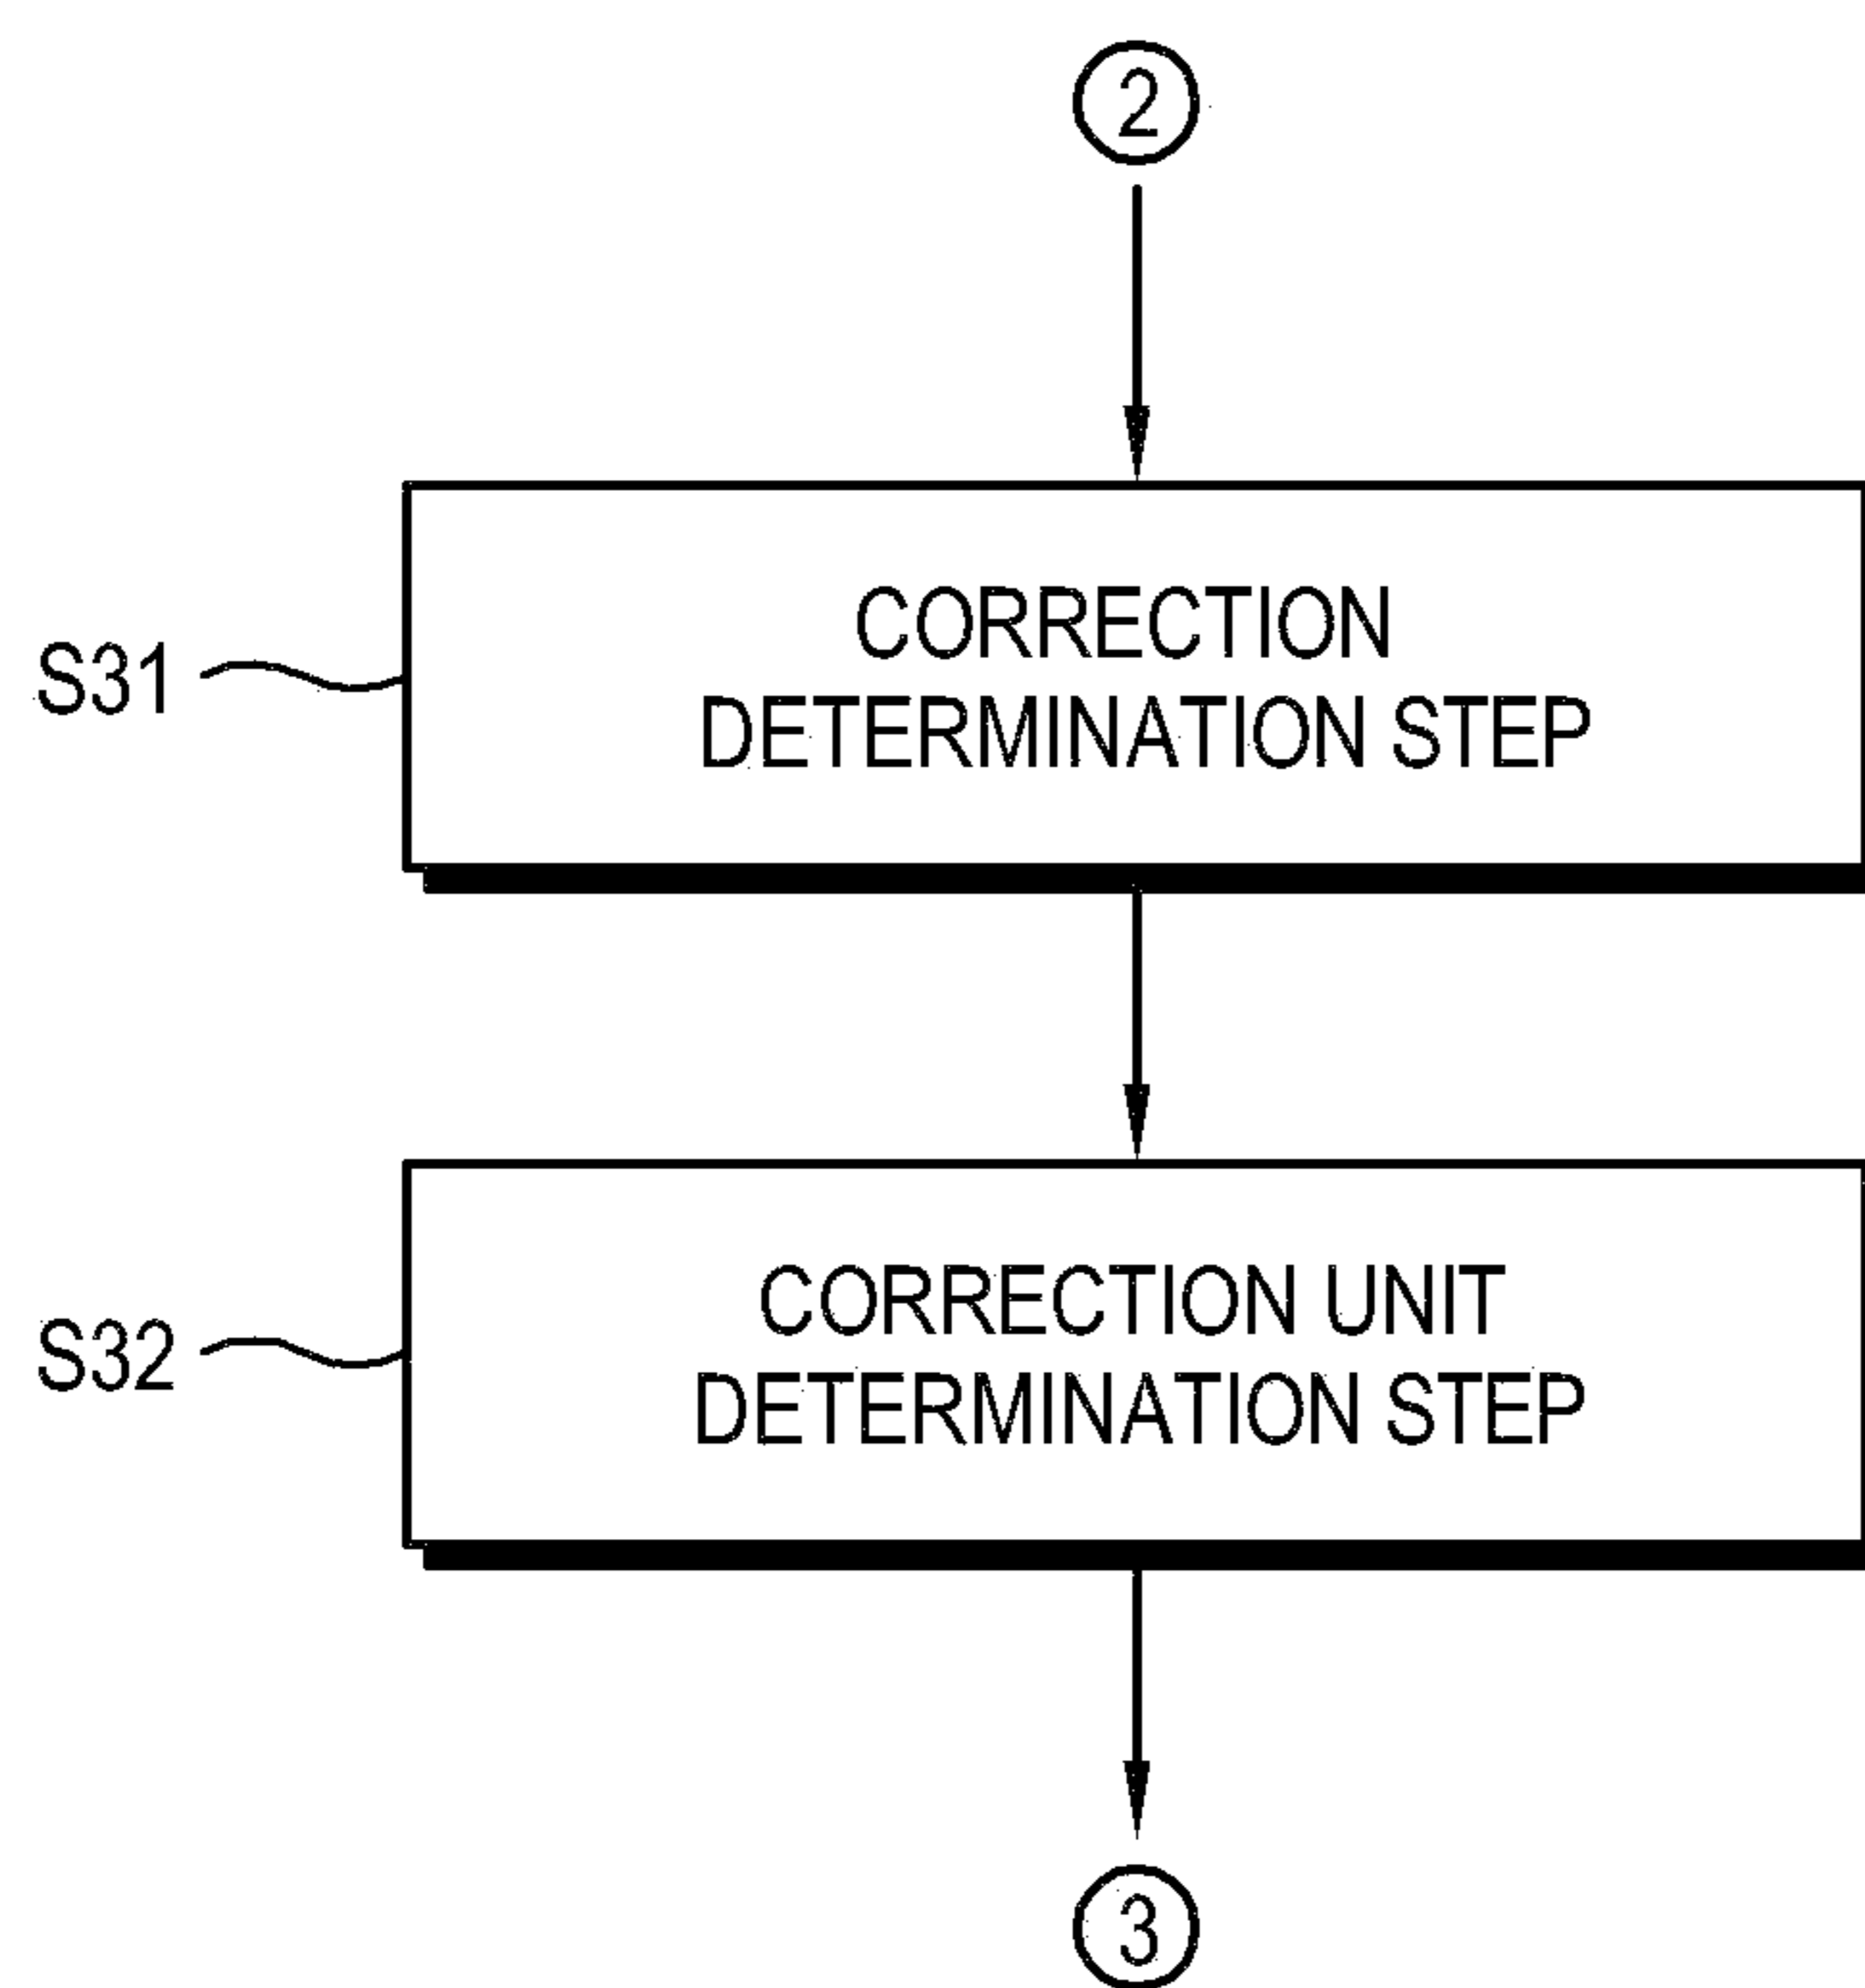 2
CORRECTION
DETERMINATION STEP
S31
CORRECTION UNIT
DETERMINATION STEP
S32
3